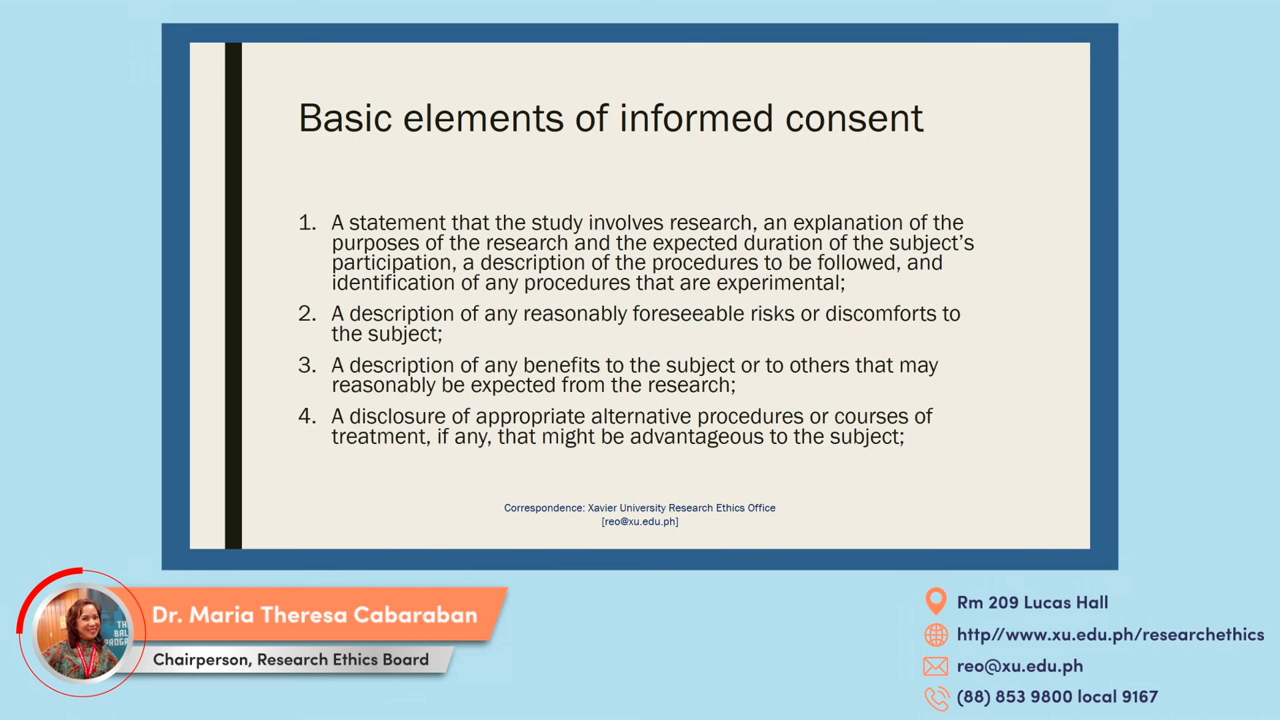 Basic elements of informed consent
1. A statement that the study involves research, an explanation of the
purposes of the research and the expected duration of the subject's
participation, a description of the procedures to be followed, and
identification of any procedures that are experimental;
2. A description of any reasonably foreseeable risks or discomforts to
the subject;
3. A description of any benefits to the subject or to others that may
reasonably be expected from the research;
4. A disclosure of appropriate alternative procedures or courses of
treatment, if any, that might be advantageous to the subject;
Correspondence: Xavier University Research Ethics Office
[reo@xu.edu.ph]
Dr. Maria Theresa Cabaraban
Chairperson, Research Ethics Board
Rm 209 Lucas Hall
http//www.xu.edu.ph/researchethics
reo@xu.edu.ph
(88) 853 9800 local 9167